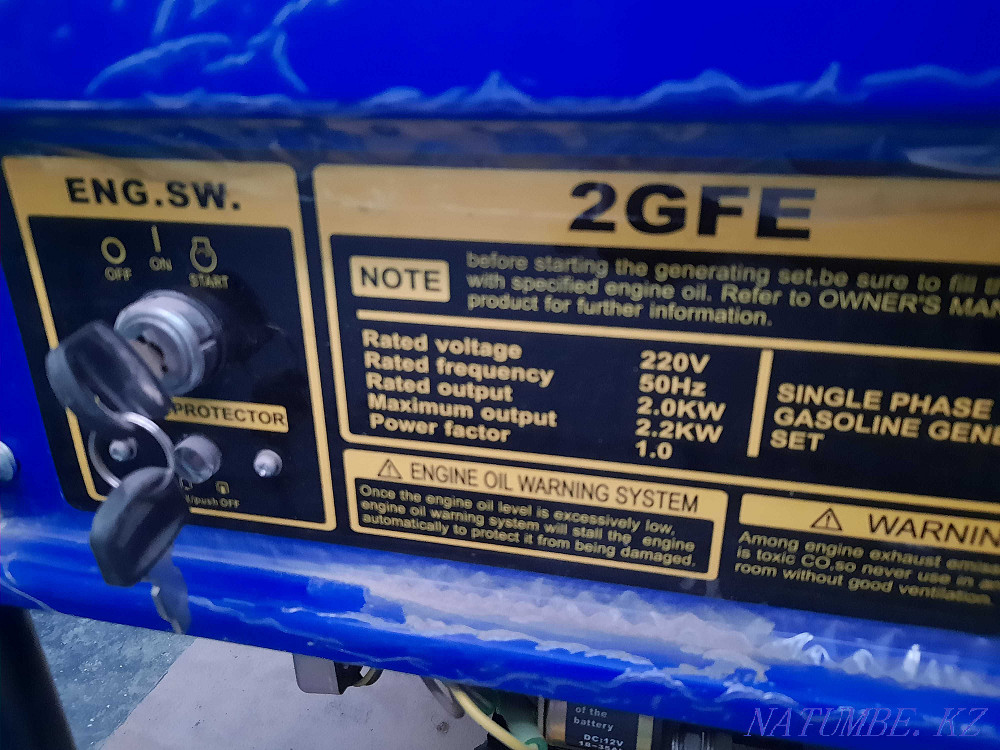 ENG.SW.
OFF
ON
START
PROTECTOR
/push OFF
2GFE
NOTE
before starting the generating set,be sure to fill th
with specified engine oil. Refer to OWNER'S MAN
product for further information.
Rated voltage 220V
Rated frequency 50Hz
Rated output 2.0KW
Maximum output 2.2KW
Power factor 1.0
SINGLE PHASE
GASOLINE GENE
SET
ENGINE OIL WARNING SYSTEM
Once the engine oil level is excessively low,
engine oil warning system will stall the engine
automatically to protect it from being damaged.
WARNIN
Among engine exhaust emiss
is toxic CO,so never use in a
room without good ventilation.
of the
battery
DC:12V
NATUMBE. KZ